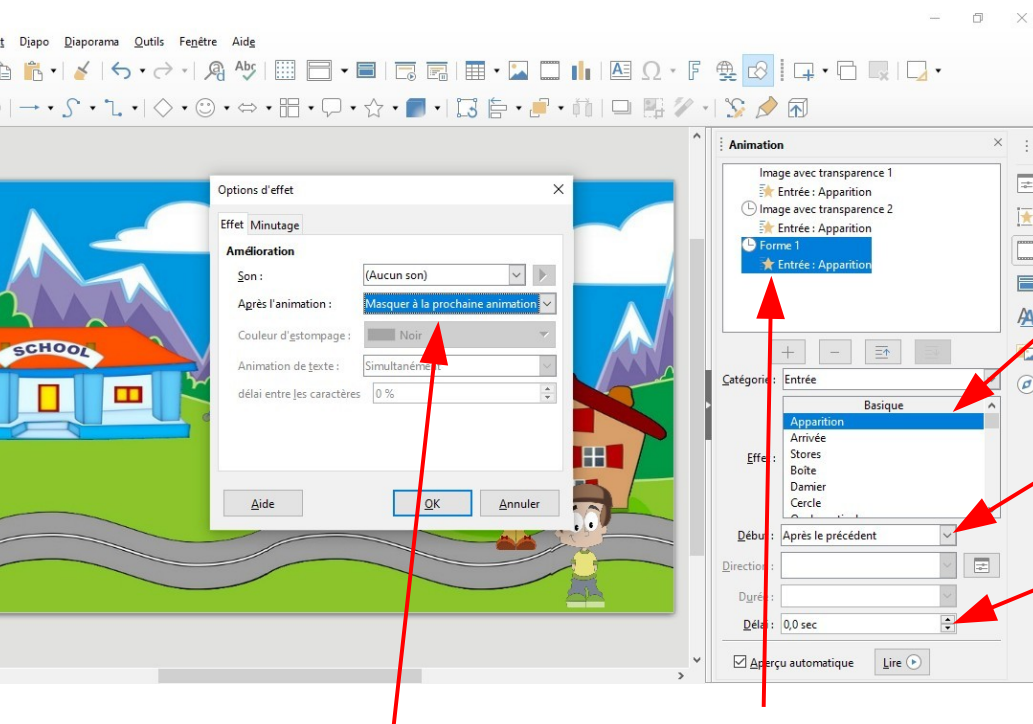 t Djapo Diaporama Outils Fenêtre Aide
Abc
Animation
Image avec transparence 1
Entrée : Apparition
Image avec transparence 2
Entrée : Apparition
Forme 1
Entrée : Apparition
Options d'effet
Effet Minutage
Amélioration
Son : (Aucun son)
Après l'animation : Masquer à la prochaine animation
Couleur d'estompage : Noir
Animation de texte : Simultanément
délai entre les caractères 0 %
Aide OK Annuler
SCHOOL
Catégorie : Entrée
Basique
Apparition
Arrivée
Effet : Stores
Boîte
Damier
Cercle
Début : Après le précédent
Direction :
Durée :
Délai : 0,0 sec
Aperçu automatique Lire